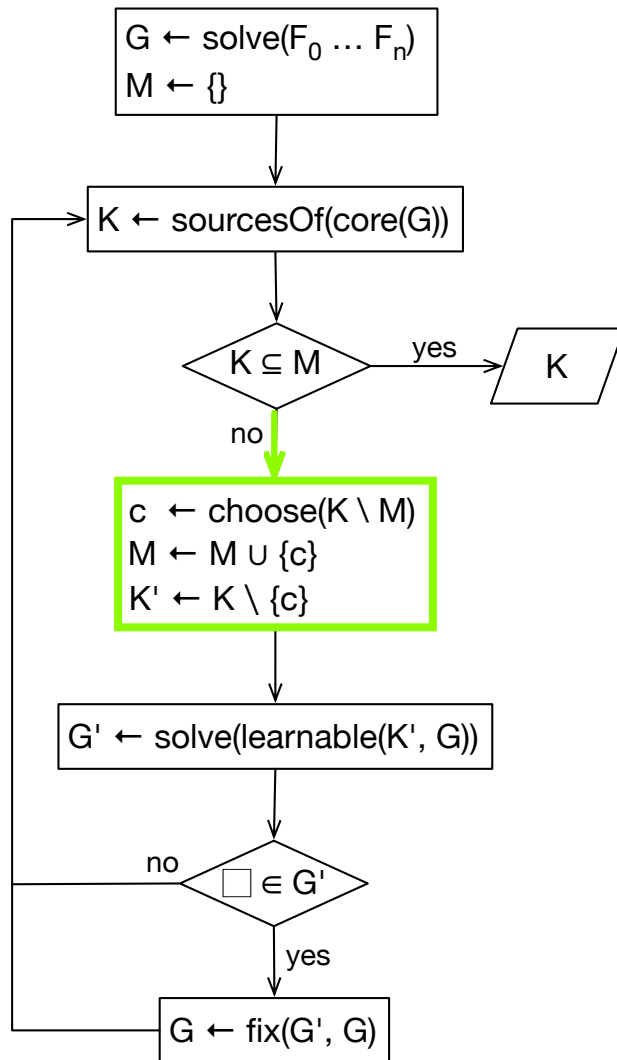 G ← solve(F₀ … Fₙ)
M ← {}
K ← sourcesOf(core(G))
K ⊆ M
yes
K
no
c ← choose(K \ M)
M ← M ∪ {c}
K' ← K \ {c}
G' ← solve(learnable(K', G))
no
□ ∈ G'
yes
G ← fix(G', G)